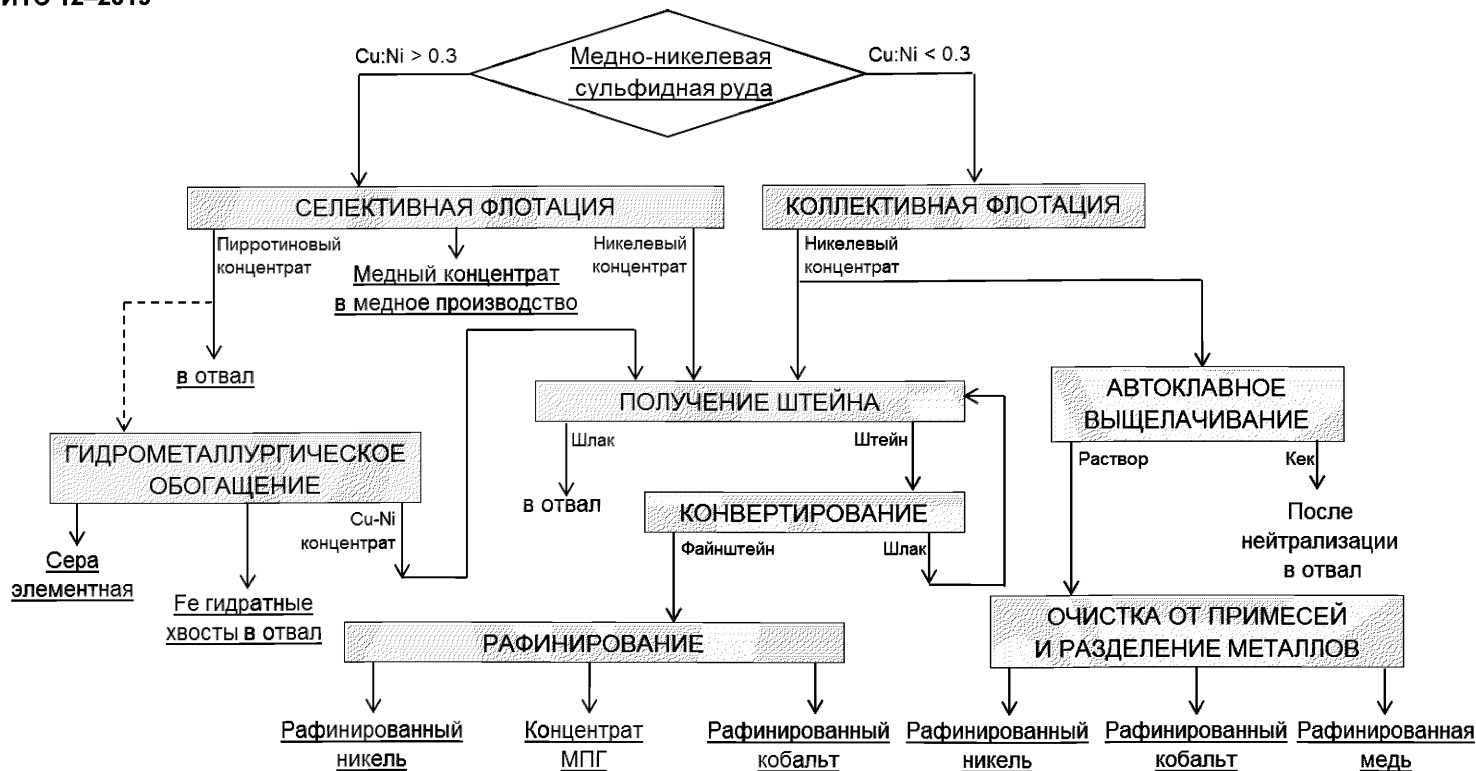 Cu:Ni > 0.3
Медно-никелевая
сульфидная руда
Cu:Ni < 0.3
СЕЛЕКТИВНАЯ ФЛОТАЦИЯ
КОЛЛЕКТИВНАЯ ФЛОТАЦИЯ
Пирротиновый
концентрат
Медный концентрат
в медное производство
Никелевый
концентрат
Никелевый
концентрат
в отвал
ПОЛУЧЕНИЕ ШТЕЙНА
АВТОКЛАВНОЕ
ВЫЩЕЛАЧИВАНИЕ
ГИДРОМЕТАЛЛУРГИЧЕСКОЕ
ОБОГАЩЕНИЕ
Шлак
в отвал
Штейн
Раствор
Кек
После
нейтрализации
в отвал
Cu-Ni
концентрат
КОНВЕРТИРОВАНИЕ
Файнштейн
Шлак
Сера
элементная
Fe гидратные
хвосты в отвал
РАФИНИРОВАНИЕ
ОЧИСТКА ОТ ПРИМЕСЕЙ
И РАЗДЕЛЕНИЕ МЕТАЛЛОВ
Рафинированный
никель
Концентрат
МПГ
Рафинированный
кобальт
Рафинированный
никель
Рафинированный
кобальт
Рафинированная
медь